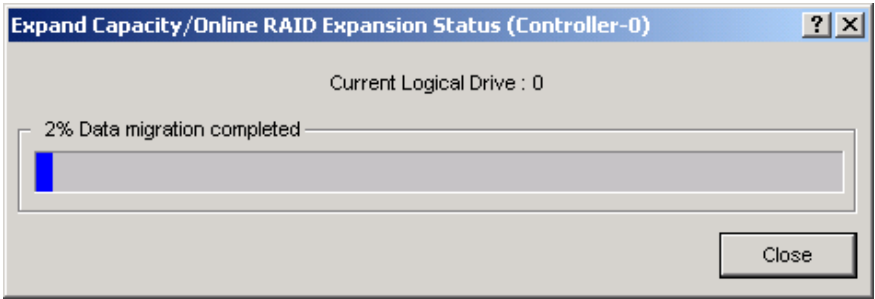 Expand Capacity/Online RAID Expansion Status (Controller-0)
?
Current Logical Drive : 0
2% Data migration completed
Close